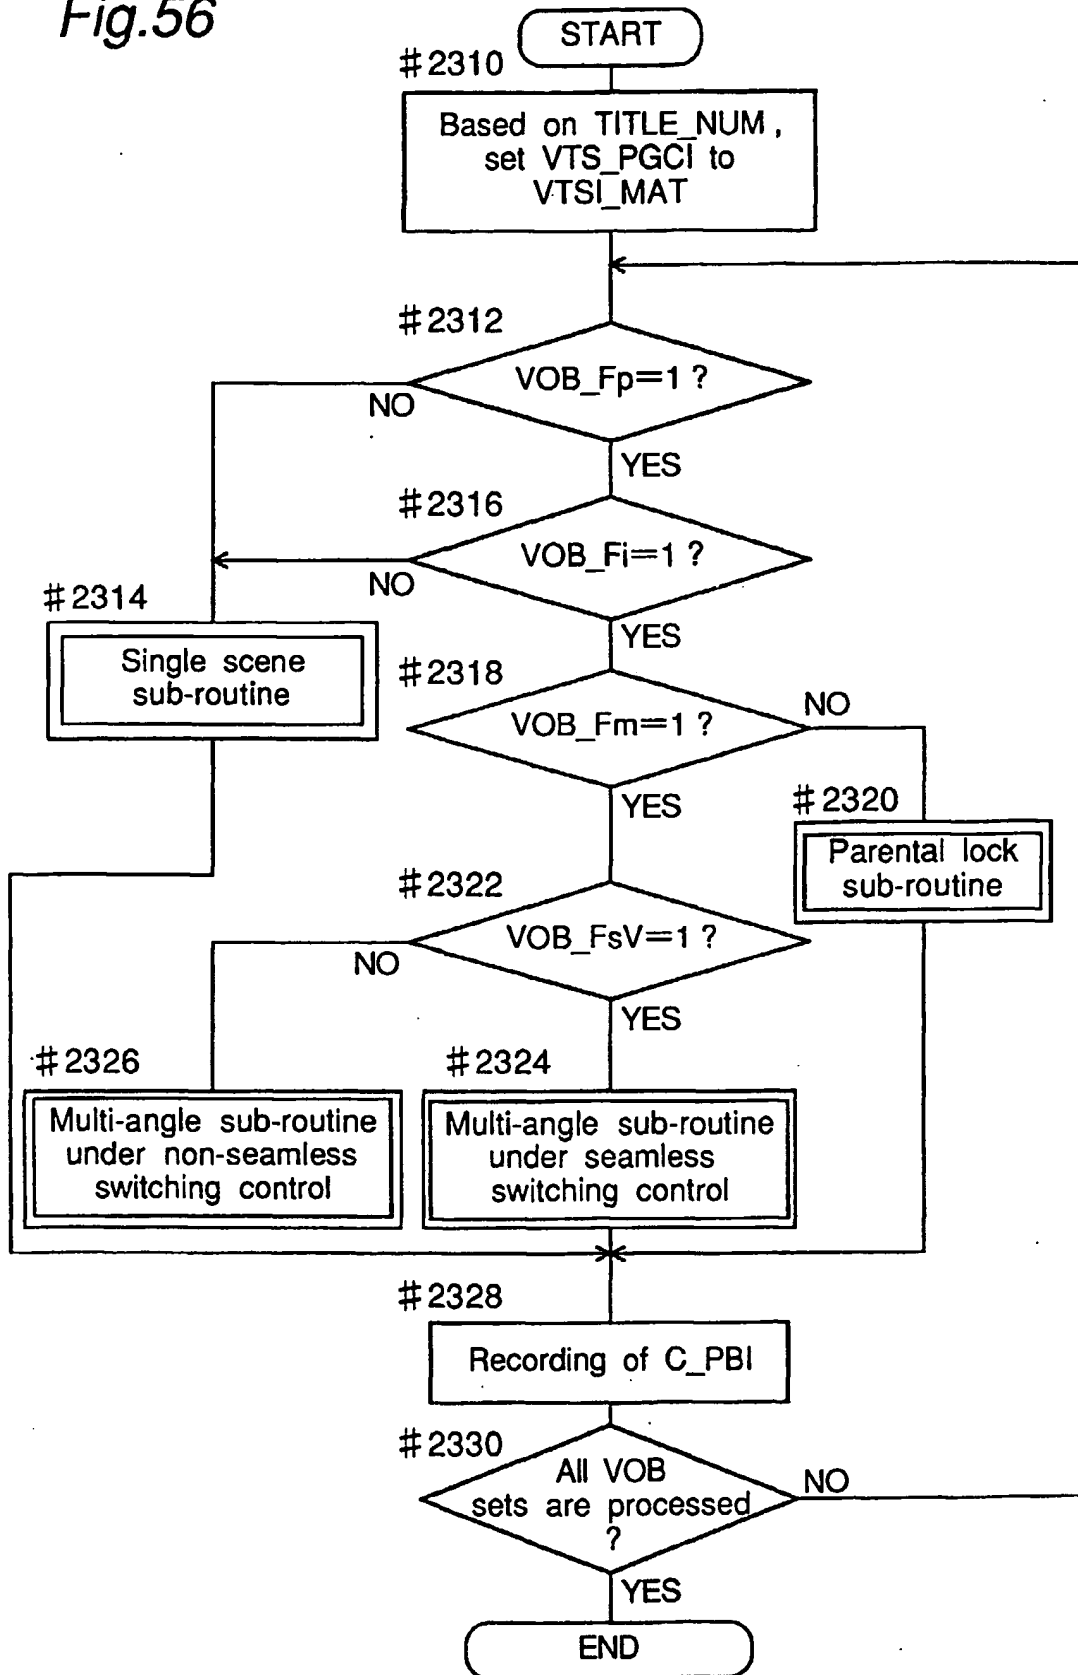 Fig.56
START
#2310
Based on TITLE_NUM,
set VTS_PGCI to
VTSI_MAT
#2312
VOB_Fp=1 ?
NO
YES
#2316
VOB_Fi=1 ?
NO
YES
#2314
Single scene
sub-routine
#2318
VOB_Fm=1 ?
NO
YES
#2320
Parental lock
sub-routine
#2322
VOB_FsV=1 ?
NO
YES
#2326
Multi-angle sub-routine
under non-seamless
switching control
#2324
Multi-angle sub-routine
under seamless
switching control
#2328
Recording of C_PBI
#2330
All VOB
sets are processed
?
NO
YES
END